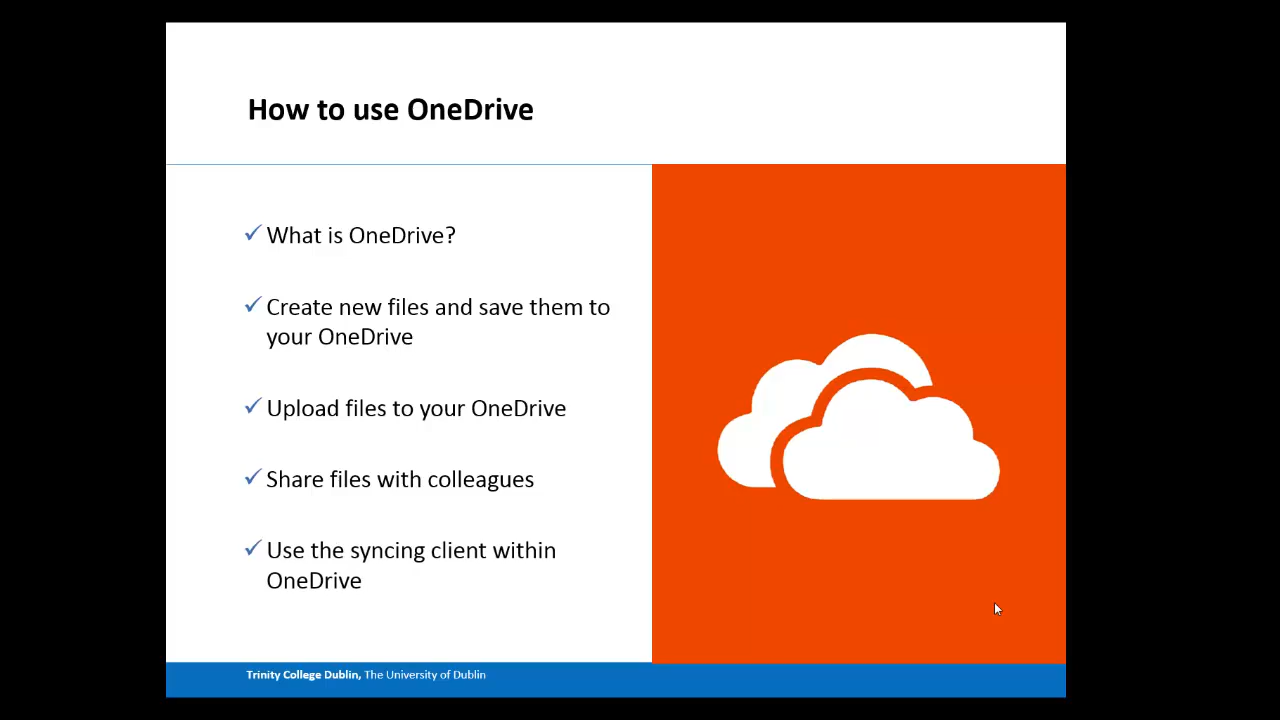 How to use OneDrive
✓ What is OneDrive?
✓ Create new files and save them to
your OneDrive
✓ Upload files to your OneDrive
✓ Share files with colleagues
✓ Use the syncing client within
OneDrive
Trinity College Dublin, The University of Dublin